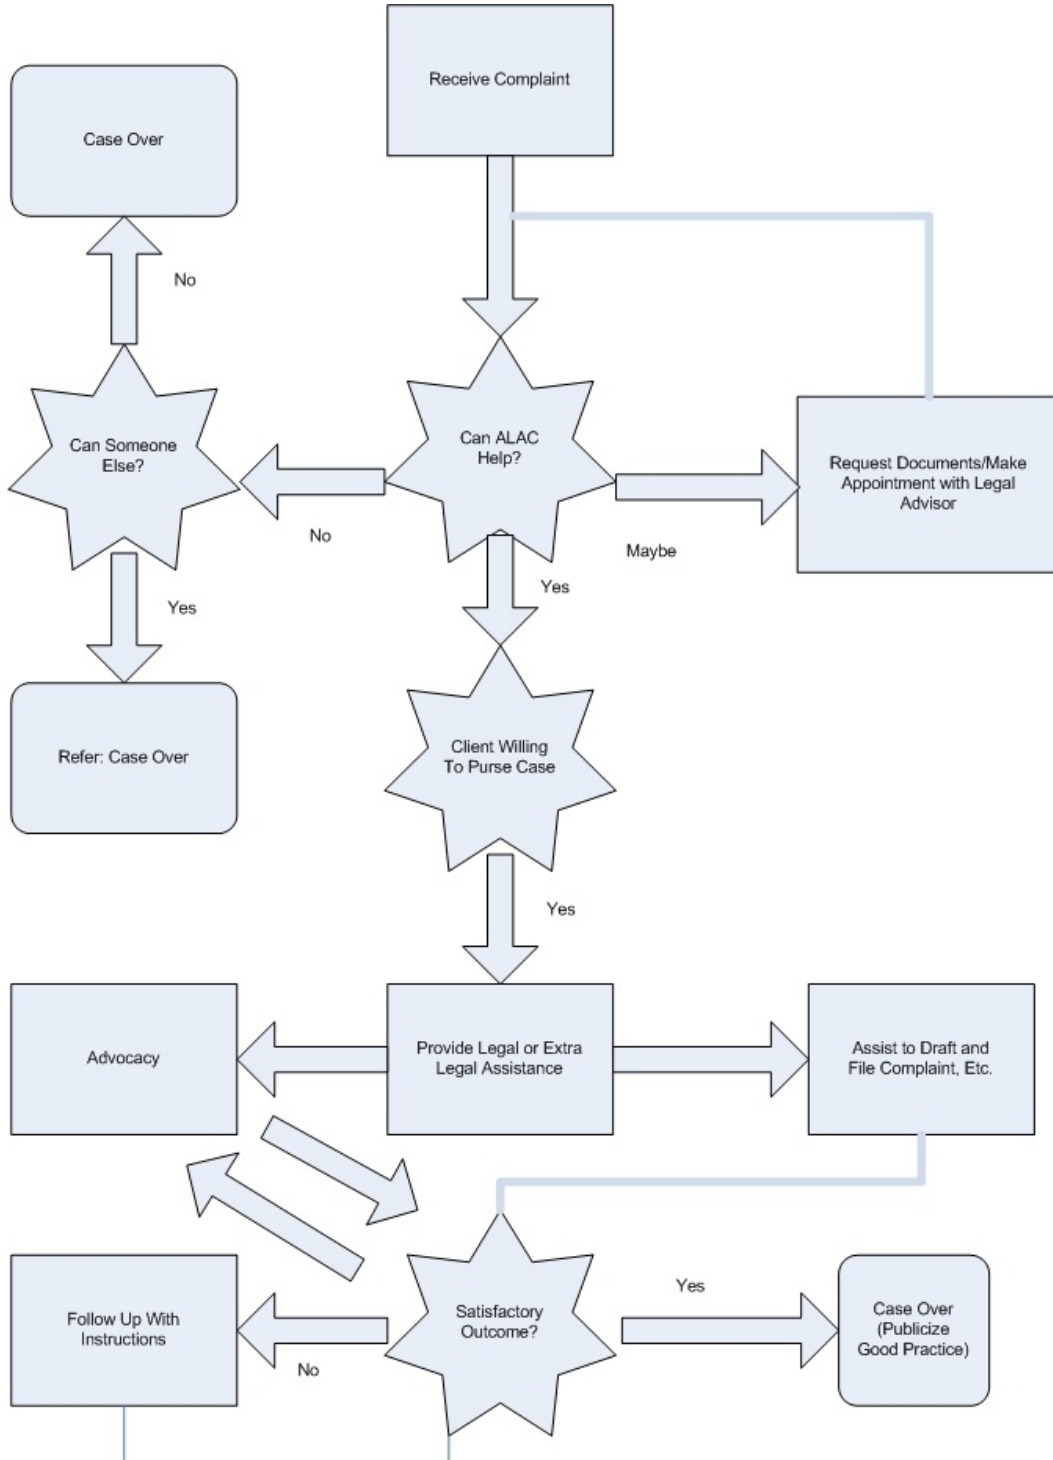 Receive Complaint
Case Over
No
Can Someone
Else?
Can ALAC
Help?
Request Documents/Make
Appointment with Legal
Advisor
No
Maybe
Yes
Yes
Refer: Case Over
Client Willing
To Purse Case
Yes
Advocacy
Provide Legal or Extra
Legal Assistance
Assist to Draft and
File Complaint, Etc.
Follow Up With
Instructions
No
Satisfactory
Outcome?
Yes
Case Over
(Publicize
Good Practice)